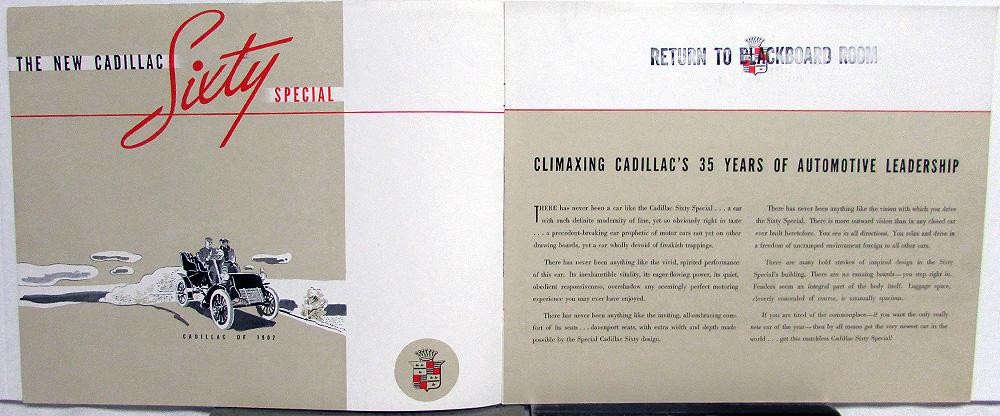 THE NEW CADILLAC Sixty SPECIAL
CADILLAC OF 1902
RETURN TO BLACKBOARD ROOM
CLIMAXING CADILLAC'S 35 YEARS OF AUTOMOTIVE LEADERSHIP
THERE has never been a car like the Cadillac Sixty Special . . . a car
with such definite modernity of line, yet so obviously right in taste
. . . a precedent-breaking car prophetic of motor cars not yet on other
drawing boards, yet a car wholly devoid of freakish trappings.
There has never been anything like the vivid, spirited performance
of this car. Its inexhaustible vitality, its eager-flowing power, its quiet,
obedient responsiveness, overshadow any seemingly perfect motoring
experience you may ever have enjoyed.
There has never been anything like the inviting, all-embracing com-
fort of its seats . . . davenport seats, with extra width and depth made
possible by the Special Cadillac Sixty design.
There has never been anything like the vision with which you drive
the Sixty Special. There is more outward vision than in any closed car
ever built heretofore. You see in all directions. You relax and drive in
a freedom of uncramped environment foreign to all other cars.
There are many bold strokes of inspired design in the Sixty
Special's building. There are no running boards—you step right in.
Fenders seem an integral part of the body itself. Luggage space,
cleverly concealed of course, is unusually spacious.
If you are tired of the commonplace—if you want the only really
new car of the year—then by all means get the very newest car in the
world . . . get this matchless Cadillac Sixty Special!